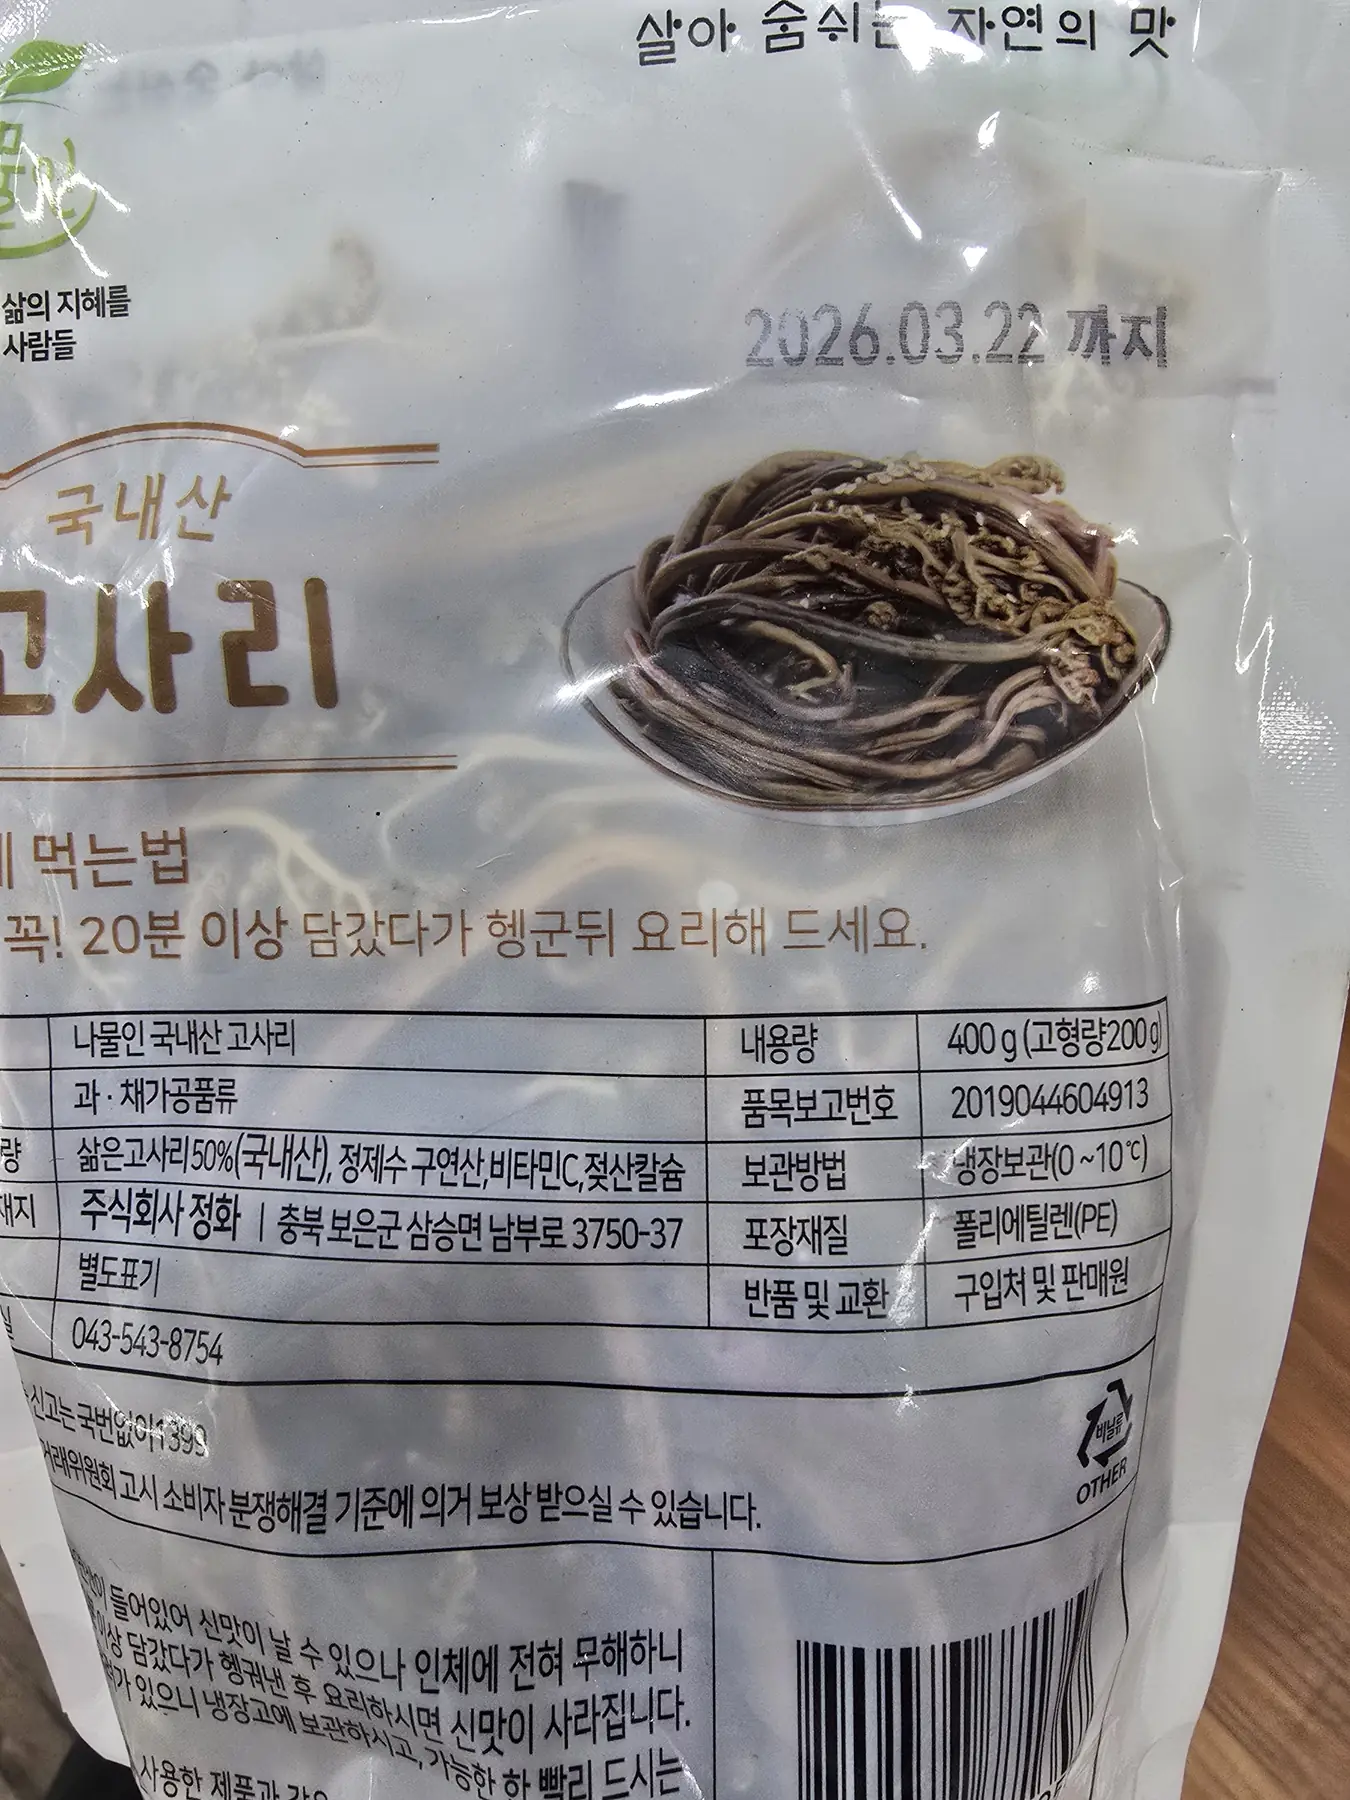 살아 숨쉬는 자연의 맛
삶의 지혜를
사람들
2026.03.22 까지
국내산
고사리
먹는법
꼭! 20분 이상 담갔다가 헹군뒤 요리해 드세요.
나물인 국내산 고사리
내용량
400 g (고형량200 g)
과 · 채가공품류
품목보고번호
2019044604913
량
삶은고사리50%(국내산), 정제수 구연산,비타민C,젖산칼슘
보관방법
냉장보관(0 ~10℃)
재지
주식회사 정화 | 충북 보은군 삼승면 남부로 3750-37
포장재질
폴리에틸렌(PE)
별도표기
반품 및 교환
구입처 및 판매원
043-543-8754
신고는 국번없이1399
거래위원회 고시 소비자 분쟁해결 기준에 의거 보상 받으실 수 있습니다.
비닐류
OTHER
들어있어 신맛이 날 수 있으나 인체에 전혀 무해하니
이상 담갔다가 헹궈낸 후 요리하시면 신맛이 사라집니다.
가 있으니 냉장고에 보관하시고, 가능한 한 빨리 드시는
사용한 제품과 같은